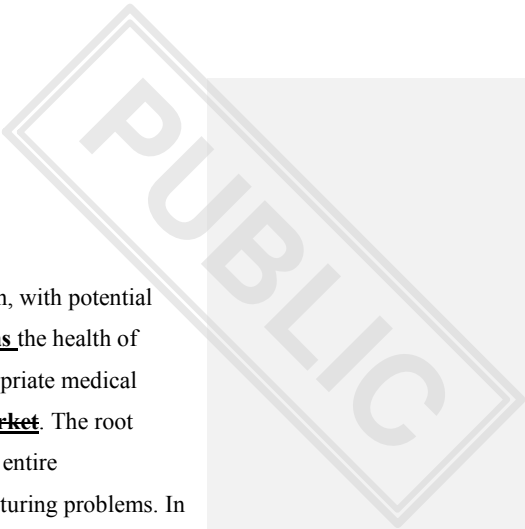 PUBLIC
n, with potential
s the health of
priate medical
rket. The root
entire
turing problems. In